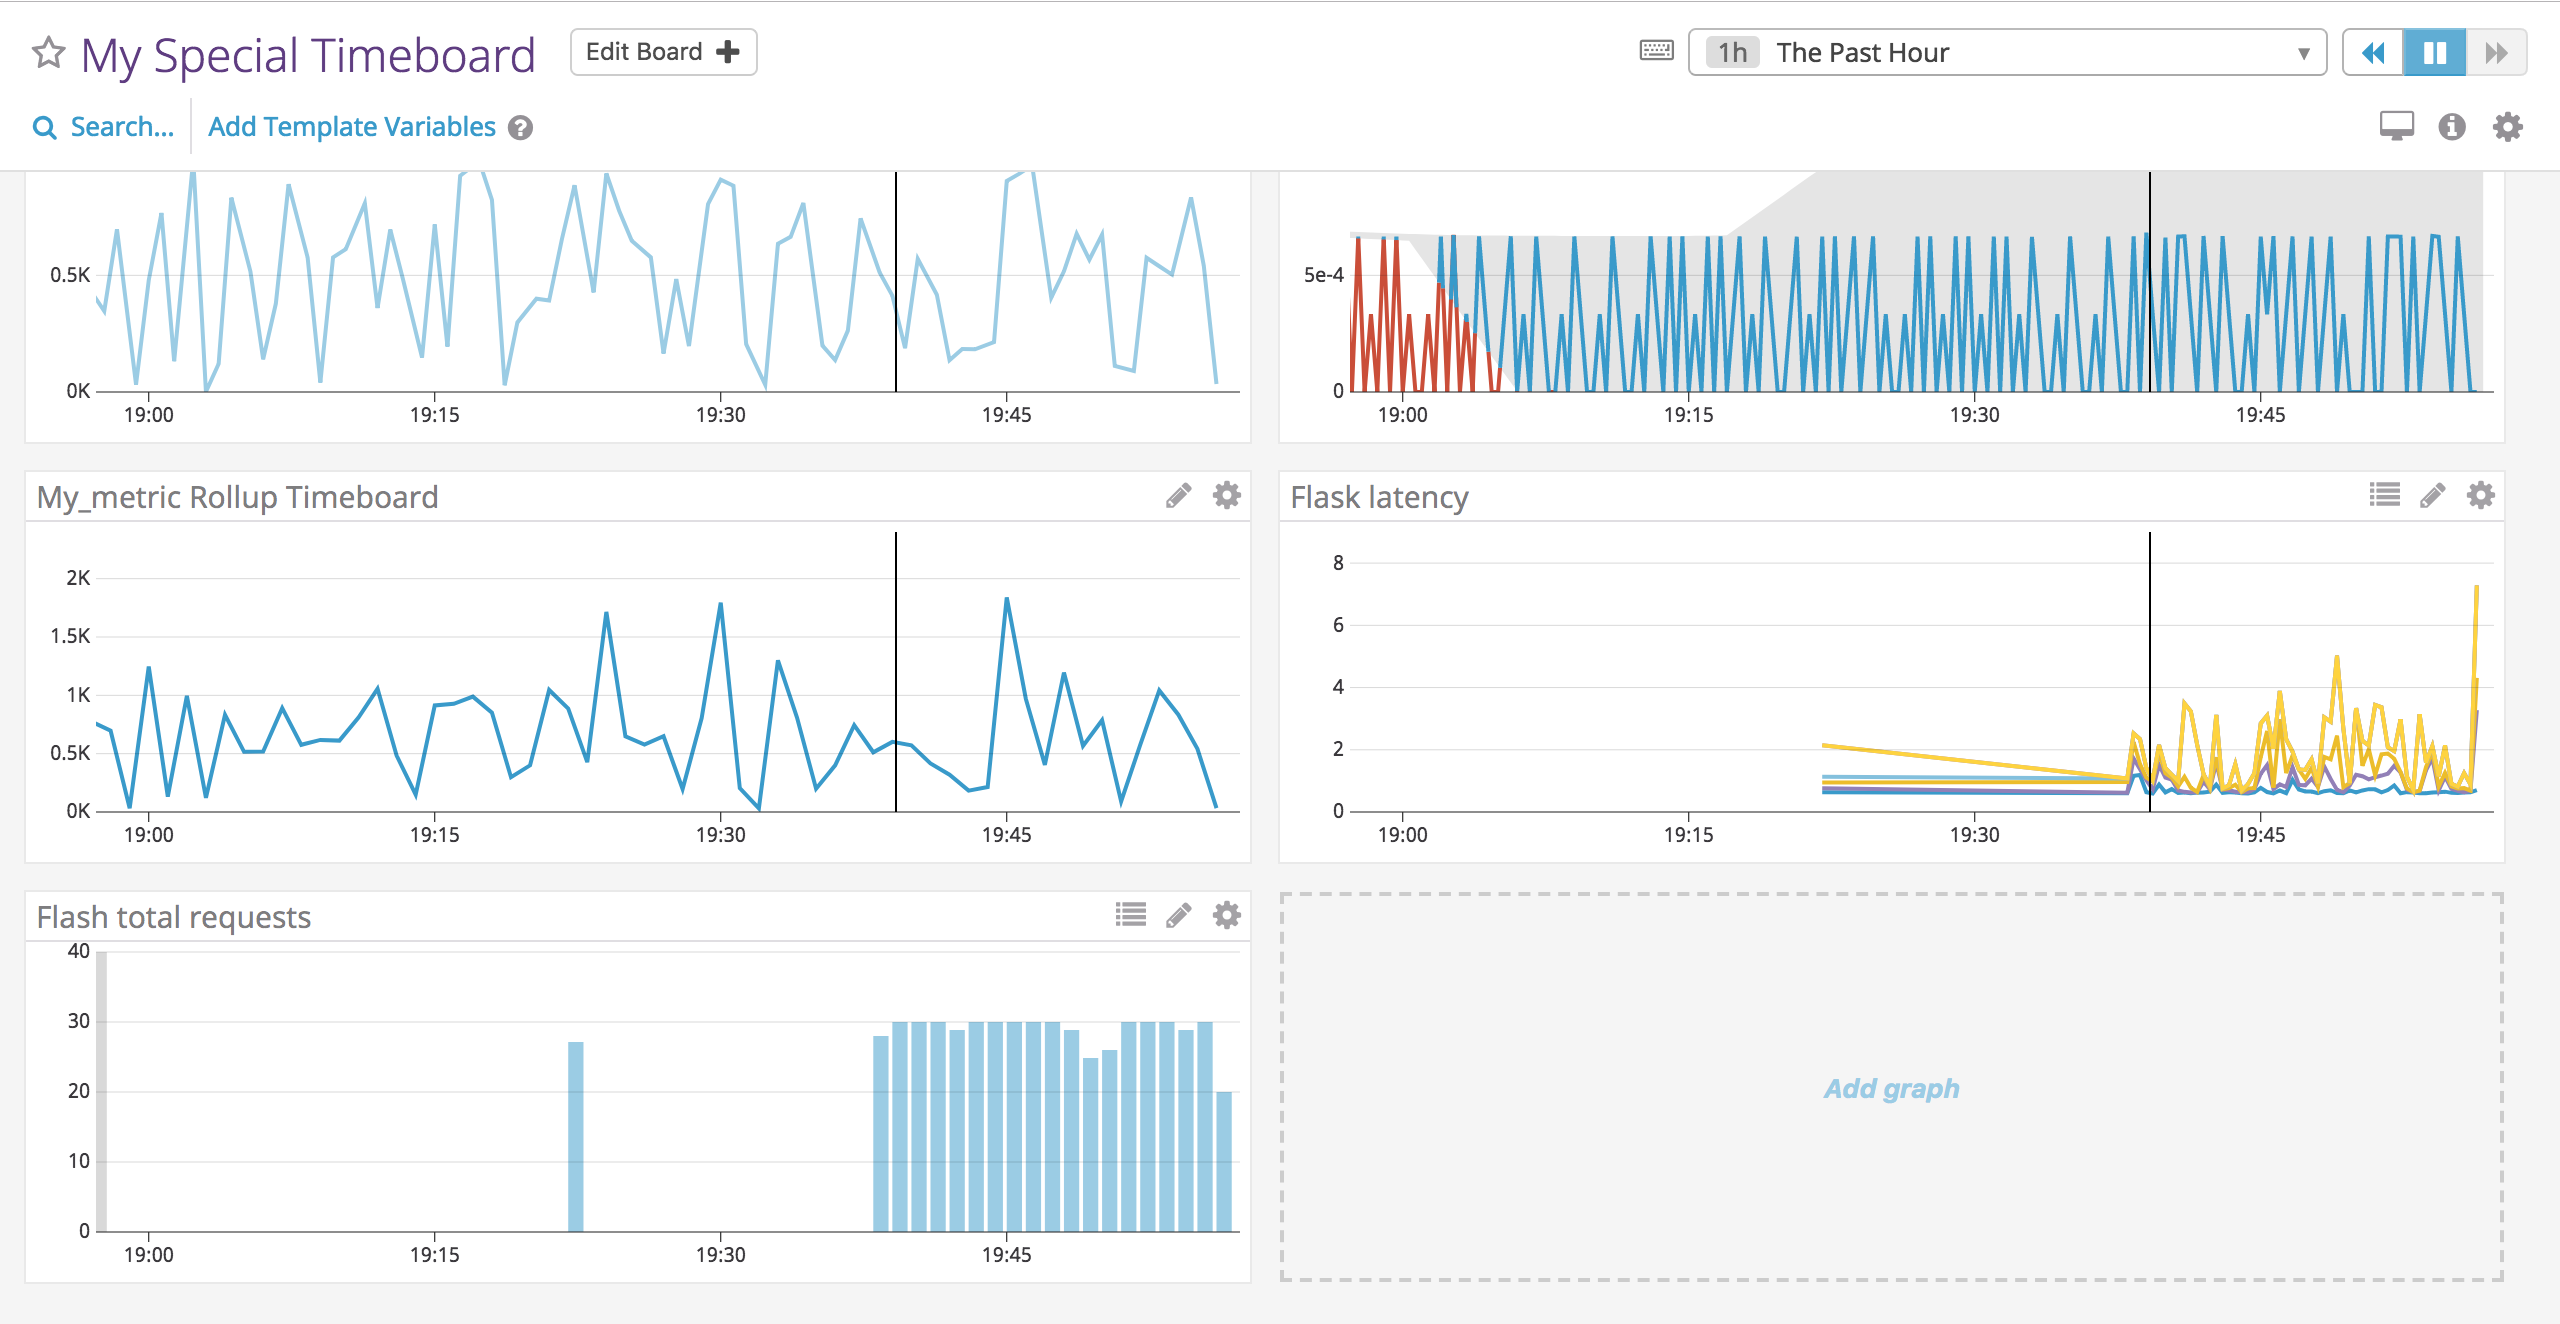 My Special Timeboard
Edit Board
1h The Past Hour
Search...
Add Template Variables ?
0.5K
0K
19:00 19:15 19:30 19:45
5e-4
0
19:00 19:15 19:30 19:45
My_metric Rollup Timeboard
2K
1.5K
1K
0.5K
0K
19:00 19:15 19:30 19:45
Flask latency
8
6
4
2
0
19:00 19:15 19:30 19:45
Flash total requests
40
30
20
10
0
19:00 19:15 19:30 19:45
Add graph